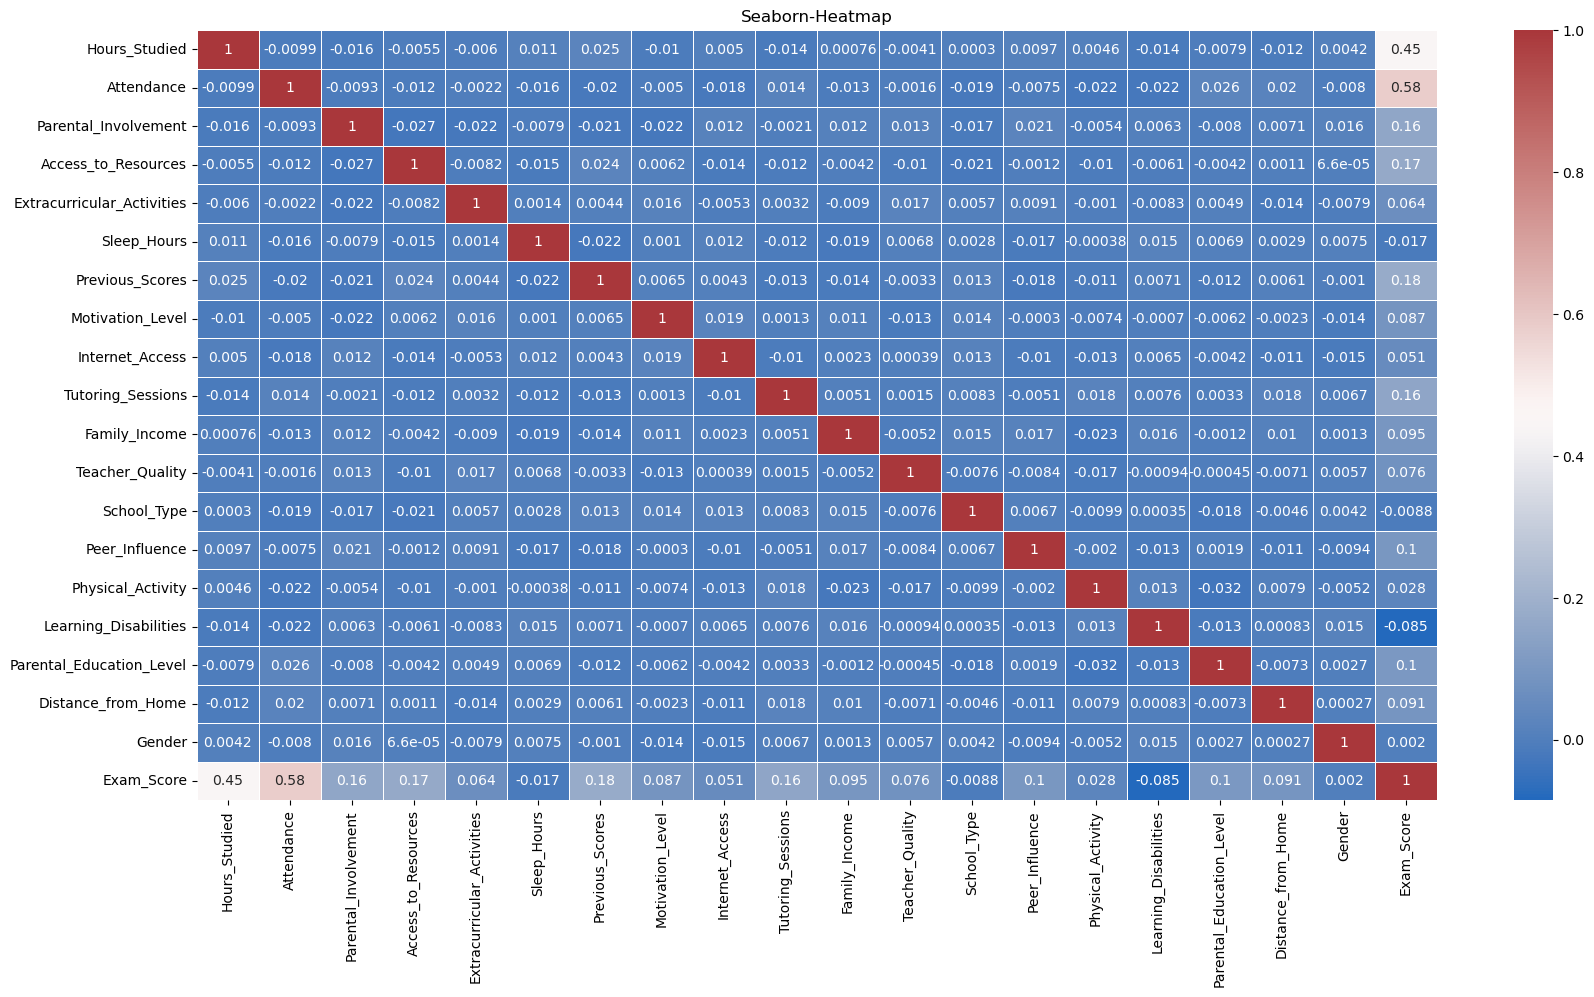 Seaborn-Heatmap
Hours_Studied 1 -0.0099 -0.016 -0.0055 -0.006 0.011 0.025 -0.01 0.005 -0.014 0.00076 -0.0041 0.0003 0.0097 0.0046 -0.014 -0.0079 -0.012 0.0042 0.45
Attendance -0.0099 1 -0.0093 -0.012 -0.0022 -0.016 -0.02 -0.005 -0.018 0.014 -0.013 -0.0016 -0.019 -0.0075 -0.022 -0.022 0.026 0.02 -0.008 0.58
Parental_Involvement -0.016 -0.0093 1 -0.027 -0.022 -0.0079 -0.021 -0.022 0.012 -0.0021 0.012 0.013 -0.017 0.021 -0.0054 0.0063 -0.008 0.0071 0.016 0.16
Access_to_Resources -0.0055 -0.012 -0.027 1 -0.0082 -0.015 0.024 0.0062 -0.014 -0.012 -0.0042 -0.01 -0.021 -0.0012 -0.01 -0.0061 -0.0042 0.0011 6.6e-05 0.17
Extracurricular_Activities -0.006 -0.0022 -0.022 -0.0082 1 0.0014 0.0044 0.016 -0.0053 0.0032 -0.009 0.017 0.0057 0.0091 -0.001 -0.0083 0.0049 -0.014 -0.0079 0.064
Sleep_Hours 0.011 -0.016 -0.0079 -0.015 0.0014 1 -0.022 0.001 0.012 -0.012 -0.019 0.0068 0.0028 -0.017 -0.00038 0.015 0.0069 0.0029 0.0075 -0.017
Previous_Scores 0.025 -0.02 -0.021 0.024 0.0044 -0.022 1 0.0065 0.0043 -0.013 -0.014 -0.0033 0.013 -0.018 -0.011 0.0071 -0.012 0.0061 -0.001 0.18
Motivation_Level -0.01 -0.005 -0.022 0.0062 0.016 0.001 0.0065 1 0.019 0.0013 0.011 -0.013 0.014 -0.0003 -0.0074 -0.0007 -0.0062 -0.0023 -0.014 0.087
Internet_Access 0.005 -0.018 0.012 -0.014 -0.0053 0.012 0.0043 0.019 1 -0.01 0.0023 0.00039 0.013 -0.01 -0.013 0.0065 -0.0042 -0.011 -0.015 0.051
Tutoring_Sessions -0.014 0.014 -0.0021 -0.012 0.0032 -0.012 -0.013 0.0013 -0.01 1 0.0051 0.0015 0.0083 -0.0051 0.018 0.0076 0.0033 0.018 0.0067 0.16
Family_Income 0.00076 -0.013 0.012 -0.0042 -0.009 -0.019 -0.014 0.011 0.0023 0.0051 1 -0.0052 0.015 0.017 -0.023 0.016 -0.0012 0.01 0.0013 0.095
Teacher_Quality -0.0041 -0.0016 0.013 -0.01 0.017 0.0068 -0.0033 -0.013 0.00039 0.0015 -0.0052 1 -0.0076 -0.0084 -0.017 -0.00094 -0.00045 -0.0071 0.0057 0.076
School_Type 0.0003 -0.019 -0.017 -0.021 0.0057 0.0028 0.013 0.014 0.013 0.0083 0.015 -0.0076 1 0.0067 -0.0099 0.00035 -0.018 -0.0046 0.0042 -0.0088
Peer_Influence 0.0097 -0.0075 0.021 -0.0012 0.0091 -0.017 -0.018 -0.0003 -0.01 -0.0051 0.017 -0.0084 0.0067 1 -0.002 -0.013 0.0019 -0.011 -0.0094 0.1
Physical_Activity 0.0046 -0.022 -0.0054 -0.01 -0.001 -0.00038 -0.011 -0.0074 -0.013 0.018 -0.023 -0.017 -0.0099 -0.002 1 0.013 -0.032 0.0079 -0.0052 0.028
Learning_Disabilities -0.014 -0.022 0.0063 -0.0061 -0.0083 0.015 0.0071 -0.0007 0.0065 0.0076 0.016 -0.00094 0.00035 -0.013 0.013 1 -0.013 0.00083 0.015 -0.085
Parental_Education_Level -0.0079 0.026 -0.008 -0.0042 0.0049 0.0069 -0.012 -0.0062 -0.0042 0.0033 -0.0012 -0.00045 -0.018 0.0019 -0.032 -0.013 1 -0.0073 0.0027 0.1
Distance_from_Home -0.012 0.02 0.0071 0.0011 -0.014 0.0029 0.0061 -0.0023 -0.011 0.018 0.01 -0.0071 -0.0046 -0.011 0.0079 0.00083 -0.0073 1 0.00027 0.091
Gender 0.0042 -0.008 0.016 6.6e-05 -0.0079 0.0075 -0.001 -0.014 -0.015 0.0067 0.0013 0.0057 0.0042 -0.0094 -0.0052 0.015 0.0027 0.00027 1 0.002
Exam_Score 0.45 0.58 0.16 0.17 0.064 -0.017 0.18 0.087 0.051 0.16 0.095 0.076 -0.0088 0.1 0.028 -0.085 0.1 0.091 0.002 1
Hours_Studied
Attendance
Parental_Involvement
Access_to_Resources
Extracurricular_Activities
Sleep_Hours
Previous_Scores
Motivation_Level
Internet_Access
Tutoring_Sessions
Family_Income
Teacher_Quality
School_Type
Peer_Influence
Physical_Activity
Learning_Disabilities
Parental_Education_Level
Distance_from_Home
Gender
Exam_Score
1.0
0.8
0.6
0.4
0.2
0.0